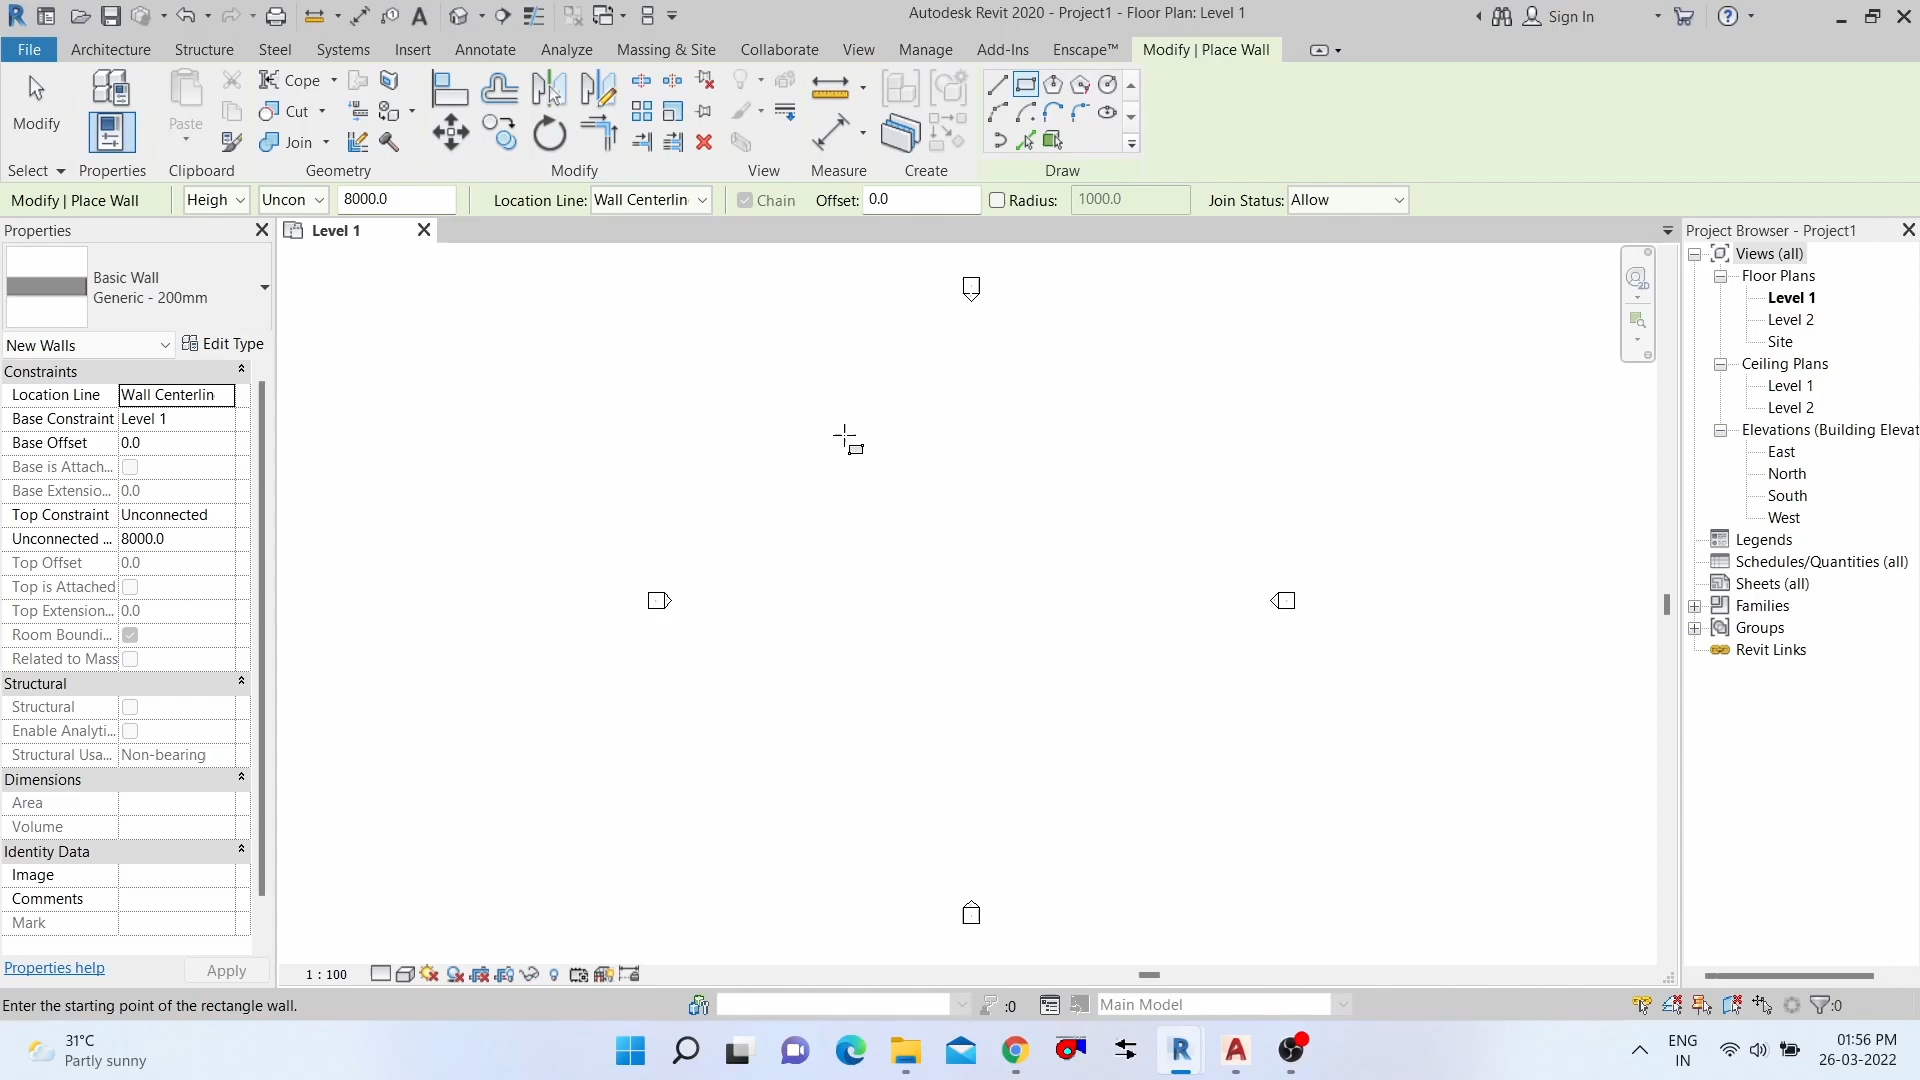 Autodesk Revit 2020 - Project1 - Floor Plan: Level 1
Sign In
File Architecture Structure Steel Systems Insert Annotate Analyze Massing & Site Collaborate View Manage Add-Ins Enscape™ Modify | Place Wall
Modify
Paste
Cope
Cut
Join
Select Properties Clipboard Geometry Modify View Measure Create Draw
Modify | Place Wall Heigh Uncon 8000.0 Location Line: Wall Centerlin Chain Offset: 0.0 Radius: 1000.0 Join Status: Allow
Properties
Basic Wall
Generic - 200mm
New Walls Edit Type
Constraints
Location Line Wall Centerlin
Base Constraint Level 1
Base Offset 0.0
Base is Attach...
Base Extensio... 0.0
Top Constraint Unconnected
Unconnected ... 8000.0
Top Offset 0.0
Top is Attached
Top Extension... 0.0
Room Boundi...
Related to Mass
Structural
Structural
Enable Analyti...
Structural Usa... Non-bearing
Dimensions
Area
Volume
Identity Data
Image
Comments
Mark
Properties help Apply
Level 1
2D
1 : 100
Project Browser - Project1
Views (all)
Floor Plans
Level 1
Level 2
Site
Ceiling Plans
Level 1
Level 2
Elevations (Building Elevat
East
North
South
West
Legends
Schedules/Quantities (all)
Sheets (all)
Families
Groups
Revit Links
Enter the starting point of the rectangle wall. :0 Main Model :0
31°C
Partly sunny
ENG
IN
01:56 PM
26-03-2022